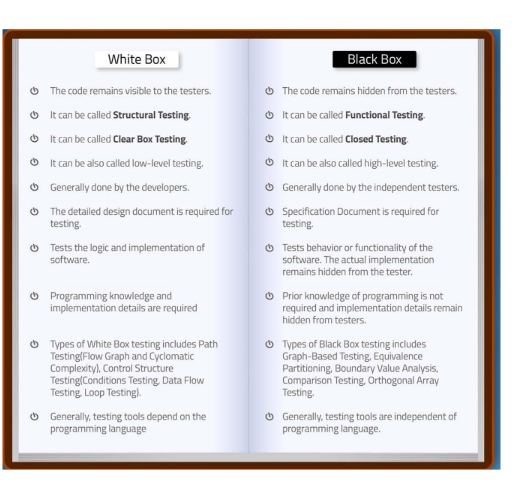 White Box
The code remains visible to the testers.
It can be called Structural Testing.
It can be called Clear Box Testing.
It can be also called low-level testing.
Generally done by the developers.
The detailed design document is required for
testing.
Tests the logic and implementation of
software.
Programming knowledge and
implementation details are required
Types of White Box testing includes Path
Testing(Flow Graph and Cyclomatic
Complexity), Control Structure
Testing(Conditions Testing, Data Flow
Testing, Loop Testing).
Generally, testing tools depend on the
programming language
Black Box
The code remains hidden from the testers.
It can be called Functional Testing.
It can be called Closed Testing.
It can be also called high-level testing.
Generally done by the independent testers.
Specification Document is required for
testing.
Tests behavior or functionality of the
software. The actual implementation
remains hidden from the tester.
Prior knowledge of programming is not
required and implementation details remain
hidden from testers.
Types of Black Box testing includes
Graph-Based Testing, Equivalence
Partitioning, Boundary Value Analysis,
Comparison Testing, Orthogonal Array
Testing.
Generally, testing tools are independent of
programming language.